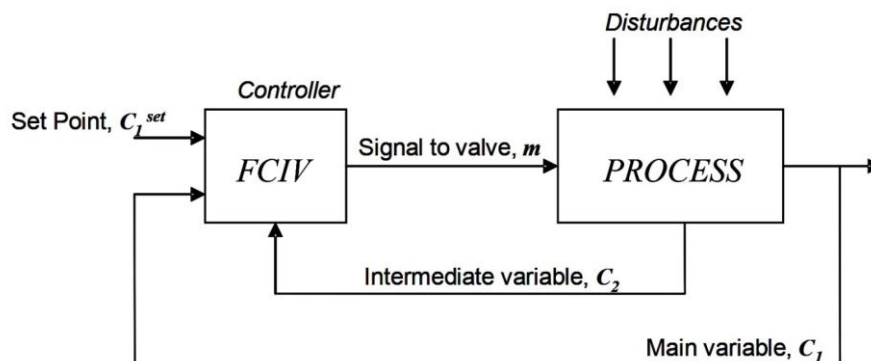 Disturbances
Controller
Set Point, C₁ˢᵉᵗ
FCIV
Signal to valve, m
PROCESS
Intermediate variable, C₂
Main variable, C₁